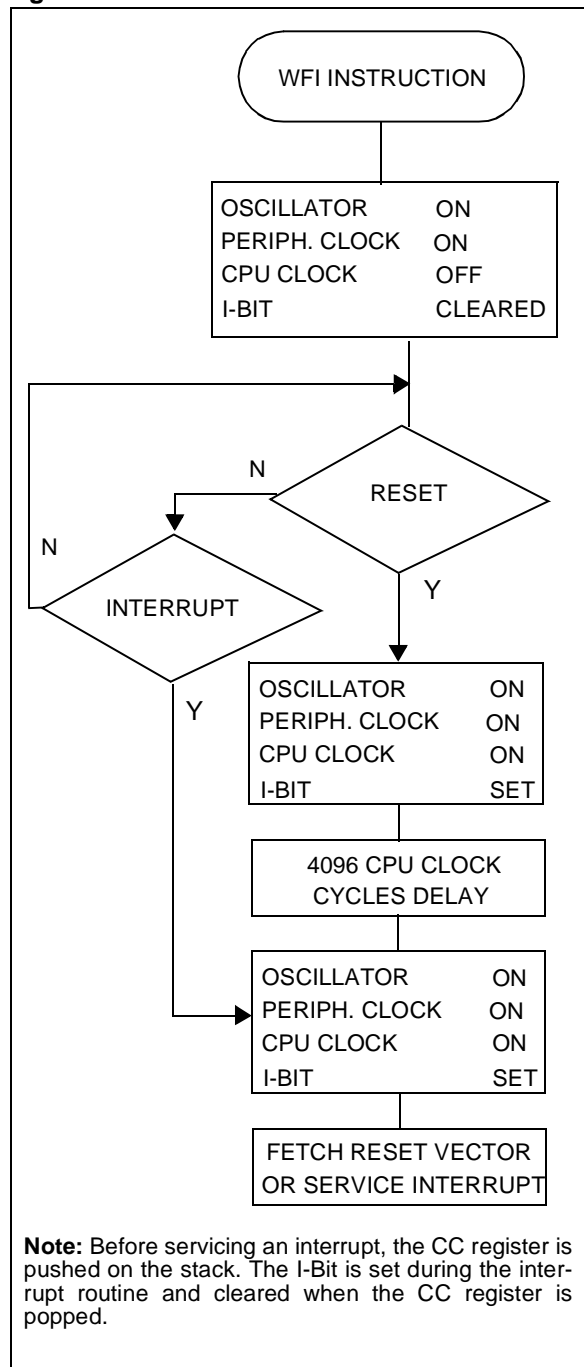 WFI INSTRUCTION
OSCILLATOR ON
PERIPH. CLOCK ON
CPU CLOCK OFF
I-BIT CLEARED
N
RESET
N
INTERRUPT
Y
Y
OSCILLATOR ON
PERIPH. CLOCK ON
CPU CLOCK ON
I-BIT SET
4096 CPU CLOCK
CYCLES DELAY
OSCILLATOR ON
PERIPH. CLOCK ON
CPU CLOCK ON
I-BIT SET
FETCH RESET VECTOR
OR SERVICE INTERRUPT
Note: Before servicing an interrupt, the CC register is
pushed on the stack. The I-Bit is set during the inter-
rupt routine and cleared when the CC register is
popped.